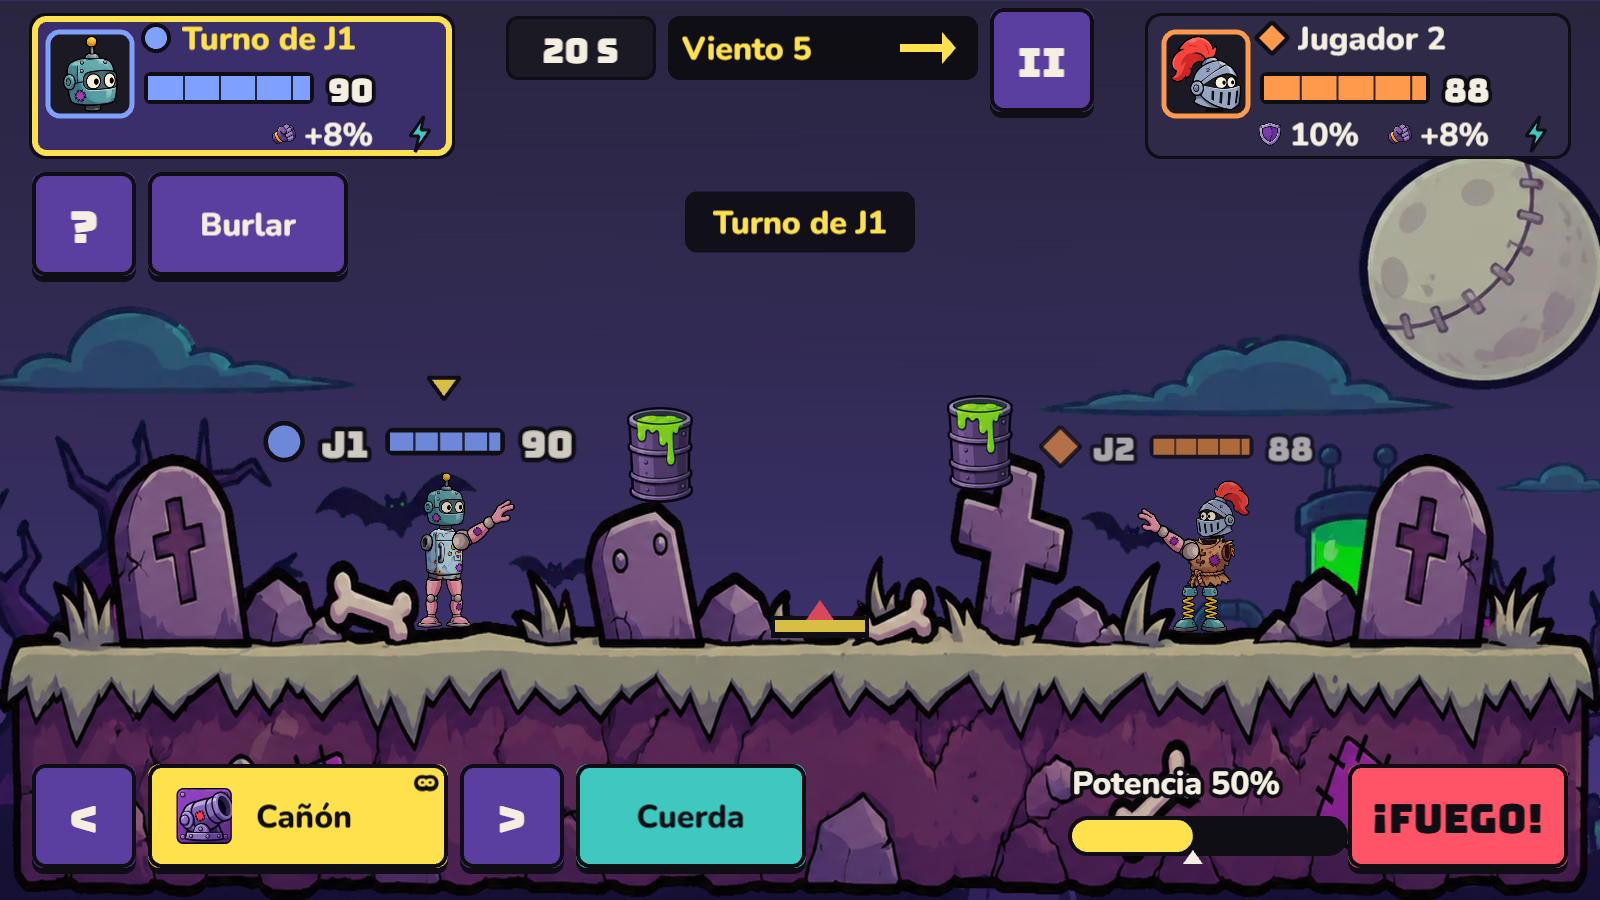 Turno de J1
90
+8%
20 S
Viento 5
II
Jugador 2
88
10%
+8%
?
Burlar
Turno de J1
J1
90
J2
88
<
Cañón
∞
>
Cuerda
Potencia 50%
¡FUEGO!